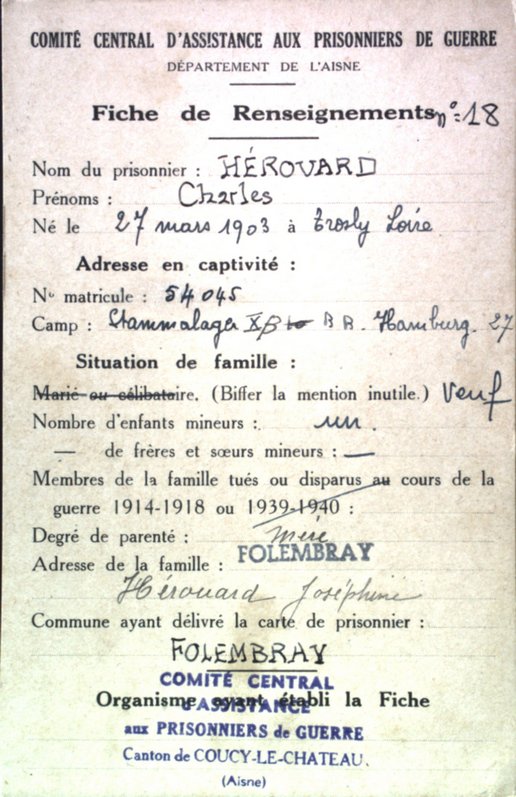 COMITÉ CENTRAL D'ASSISTANCE AUX PRISONNIERS DE GUERRE
DÉPARTEMENT DE L'AISNE
Fiche de Renseignements n°=18
Nom du prisonnier : HÉROUARD
Prénoms : Charles
Né le 27 mars 1903 à Trosly Loire
Adresse en captivité :
N° matricule : 54045
Camp : Stammalager XB BB. Hamburg. 27
Situation de famille :
Marié ou célibataire. (Biffer la mention inutile.) Veuf
Nombre d'enfants mineurs : un.
— de frères et sœurs mineurs : —
Membres de la famille tués ou disparus au cours de la
guerre 1914-1918 ou 1939-1940 :
Degré de parenté : mère
Adresse de la famille : FOLEMBRAY
Hérouard Joséphine
Commune ayant délivré la carte de prisonnier :
FOLEMBRAY
COMITÉ CENTRAL
Organisme ayant établi la Fiche
d'ASSISTANCE
aux PRISONNIERS de GUERRE
Canton de COUCY-LE-CHATEAU.
(Aisne)